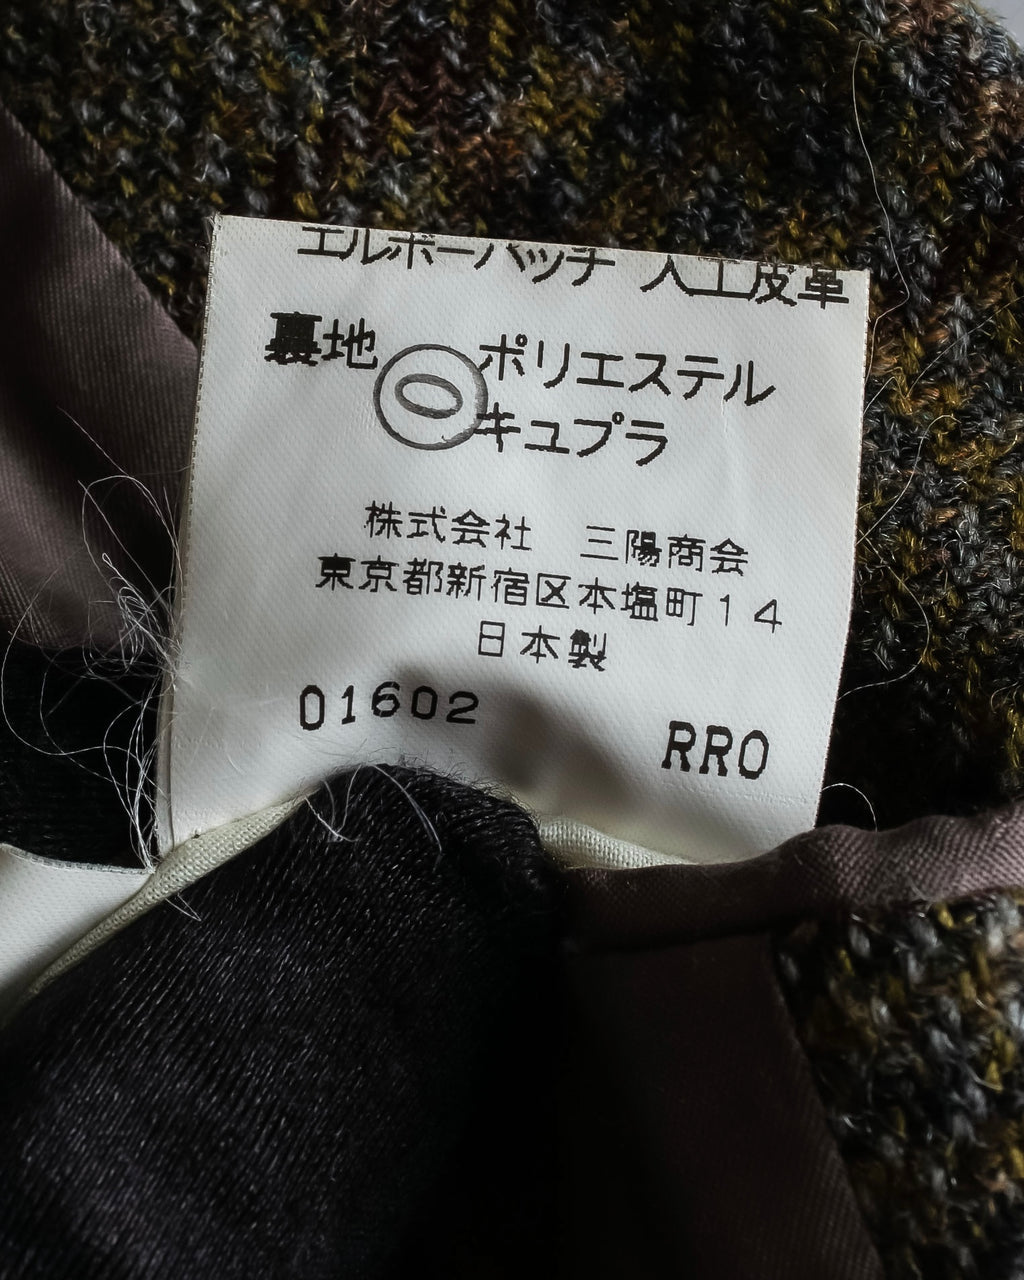 エルボーパッチ 人工皮革
裏地 ポリエステル
キュプラ
株式会社 三陽商会
東京都新宿区本塩町14
日本製
01602 RRO